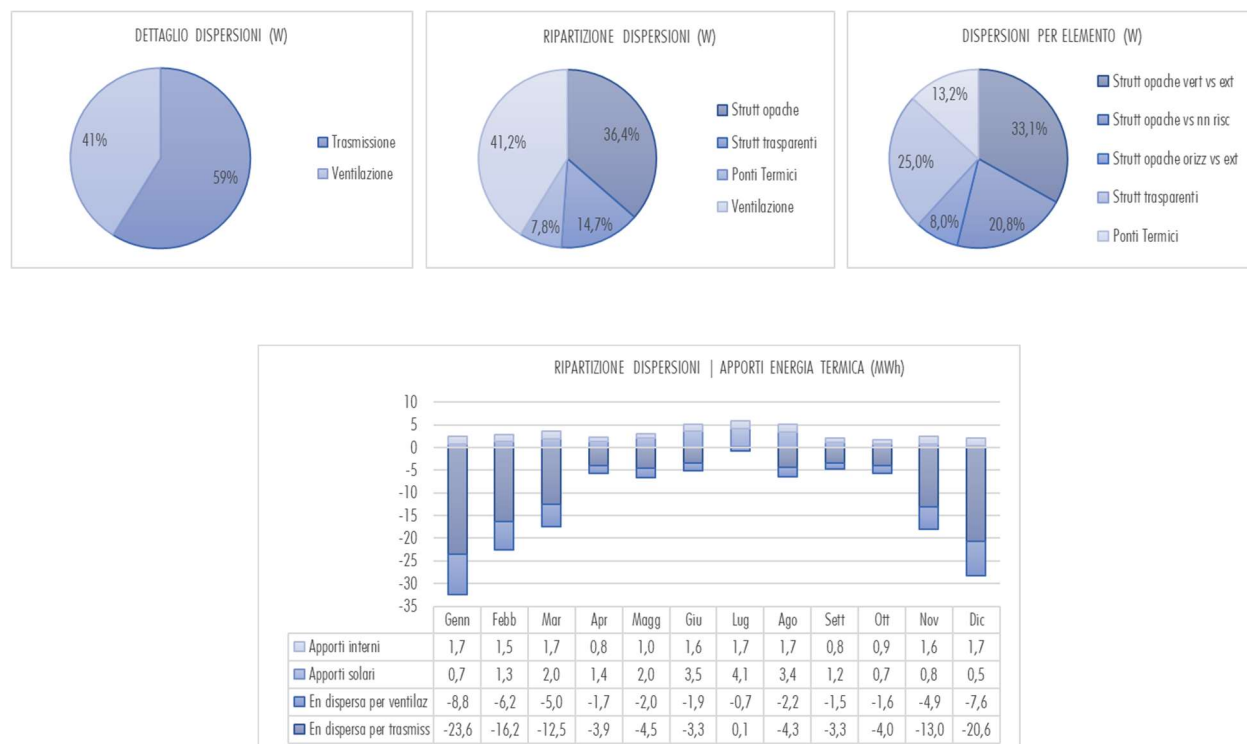 DETTAGLIO DISPERSIONI (W)
41%
59%
Trasmissione
Ventilazione
RIPARTIZIONE DISPERSIONI (W)
41,2%
36,4%
7,8%
14,7%
Strutt opache
Strutt trasparenti
Ponti Termici
Ventilazione
DISPERSIONI PER ELEMENTO (W)
13,2%
33,1%
25,0%
8,0%
20,8%
Strutt opache vert vs ext
Strutt opache vs nn risc
Strutt opache orizz vs ext
Strutt trasparenti
Ponti Termici
RIPARTIZIONE DISPERSIONI | APPORTI ENERGIA TERMICA (MWh)
10
5
0
-5
-10
-15
-20
-25
-30
-35
Genn Febb Mar Apr Magg Giu Lug Ago Sett Ott Nov Dic
Apporti interni 1,7 1,5 1,7 0,8 1,0 1,6 1,7 1,7 0,8 0,9 1,6 1,7
Apporti solari 0,7 1,3 2,0 1,4 2,0 3,5 4,1 3,4 1,2 0,7 0,8 0,5
En dispersa per ventilaz -8,8 -6,2 -5,0 -1,7 -2,0 -1,9 -0,7 -2,2 -1,5 -1,6 -4,9 -7,6
En dispersa per trasmiss -23,6 -16,2 -12,5 -3,9 -4,5 -3,3 0,1 -4,3 -3,3 -4,0 -13,0 -20,6